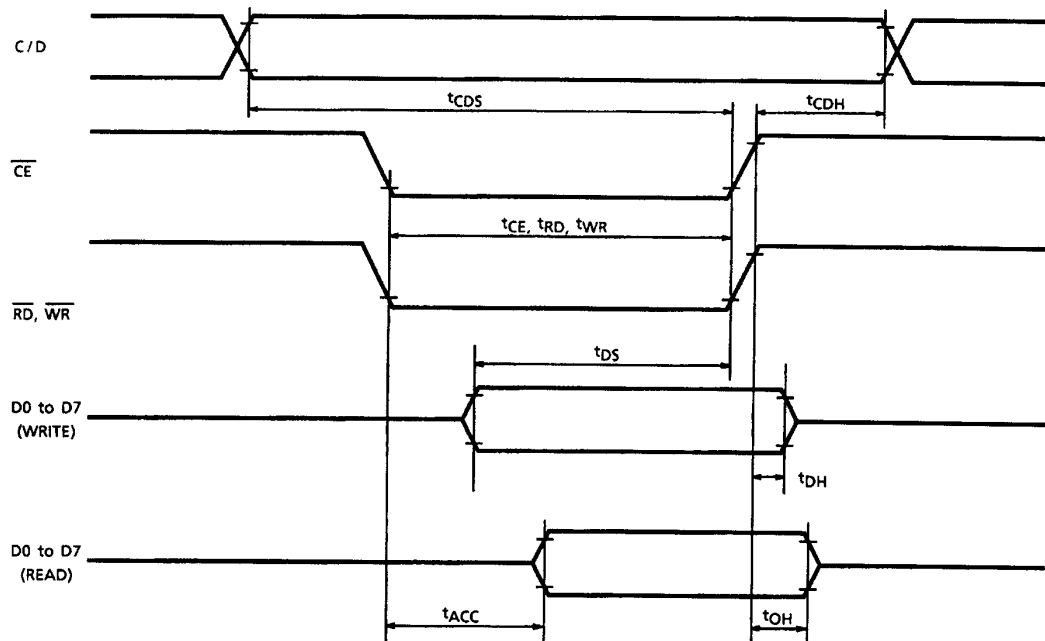 C/D
tCDS
tCDH
CE
tCE, tRD, tWR
RD, WR
tDS
D0 to D7
(WRITE)
tDH
D0 to D7
(READ)
tACC
tOH